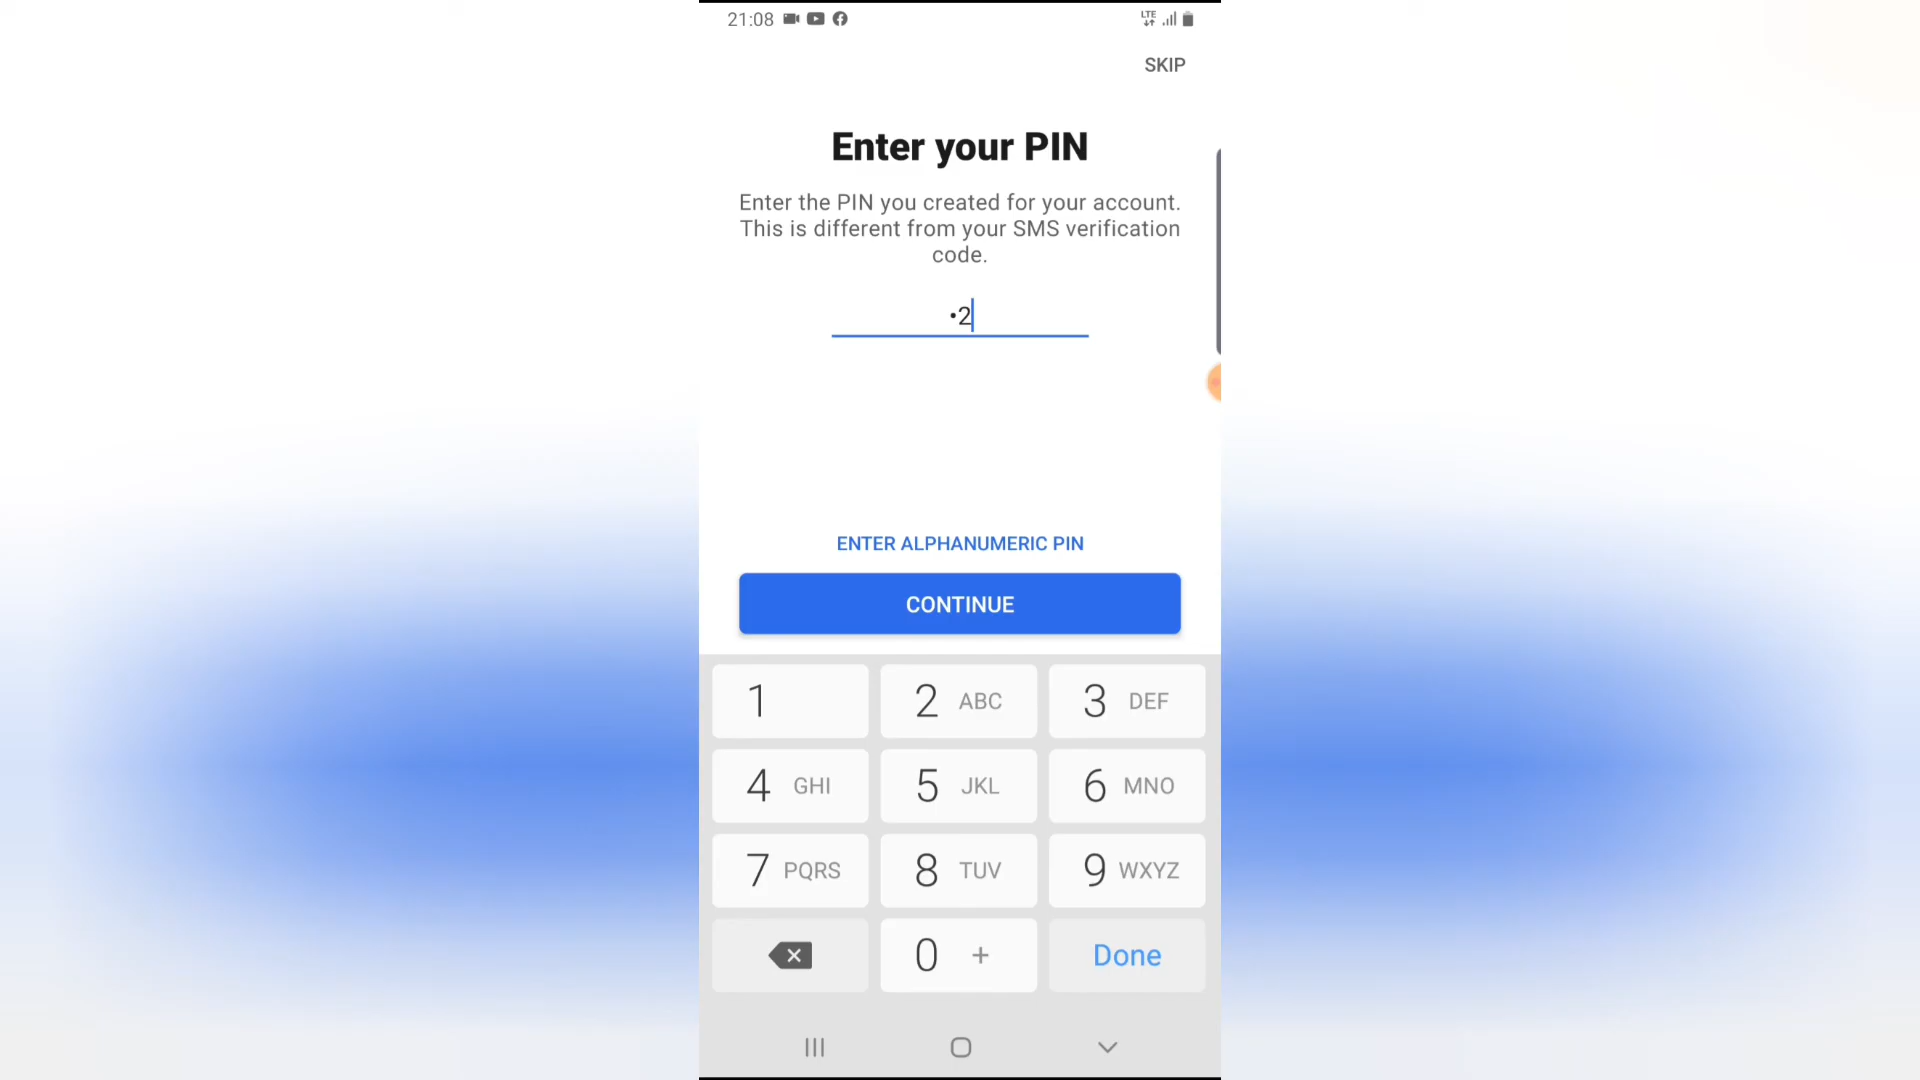 21:08
LTE
SKIP
Enter your PIN
Enter the PIN you created for your account.
This is different from your SMS verification
code.
•2
ENTER ALPHANUMERIC PIN
CONTINUE
1
2 ABC
3 DEF
4 GHI
5 JKL
6 MNO
7 PQRS
8 TUV
9 WXYZ
0 +
Done